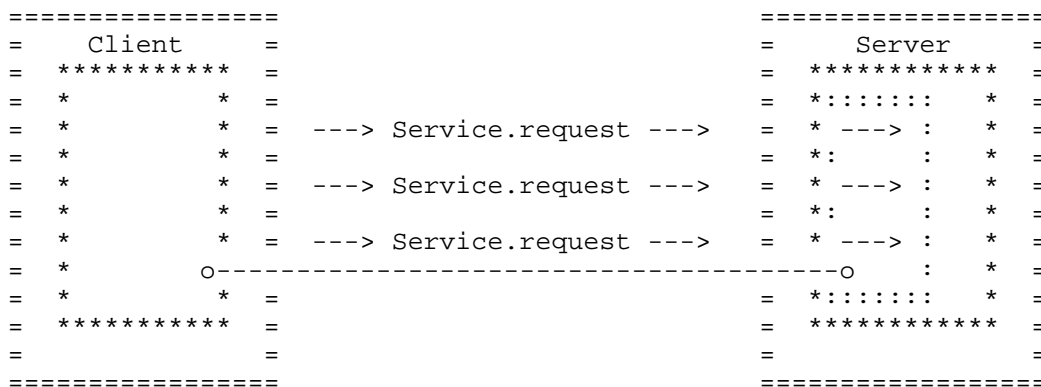 =================                              ==================
=    Client     =                              =     Server     =
=  ***********  =                              =  ************  =
=  *         *  =                              =  *:::::::   *  =
=  *         *  =  ---> Service.request --->   =  * ---> :   *  =
=  *         *  =                              =  *:     :   *  =
=  *         *  =  ---> Service.request --->   =  * ---> :   *  =
=  *         *  =                              =  *:     :   *  =
=  *         *  =  ---> Service.request --->   =  * ---> :   *  =
=  *        o---------------------------------------o    :   *  =
=  *         *  =                              =  *:::::::   *  =
=  ***********  =                              =  ************  =
=               =                              =                =
=================                              ==================